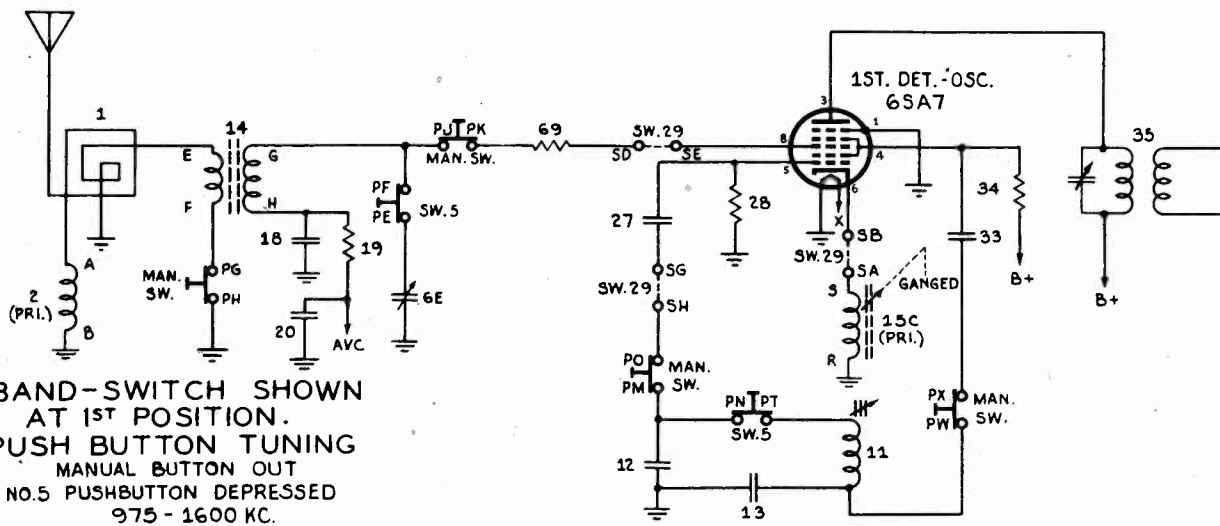 1ST. DET.-OSC.
6SA7
3
1
8
4
5
6
X
1
14
E
G
F
H
PJ PK
MAN. SW.
69
SW. 29
SD SE
35
PF
PE
SW. 5
18
19
27
28
34
33
SB
SW. 29
SA
GANGED
B+
B+
A
2
(PRI.)
B
MAN.
SW.
PG
PH
6E
20
AVC
SG
SW. 29
SH
S
15C
(PRI.)
R
PO
PM
MAN.
SW.
PN PT
SW. 5
PX
PW
MAN.
SW.
12
11
13
BAND-SWITCH SHOWN
AT 1ST POSITION.
PUSH BUTTON TUNING
MANUAL BUTTON OUT
NO.5 PUSHBUTTON DEPRESSED
975 - 1600 KC.